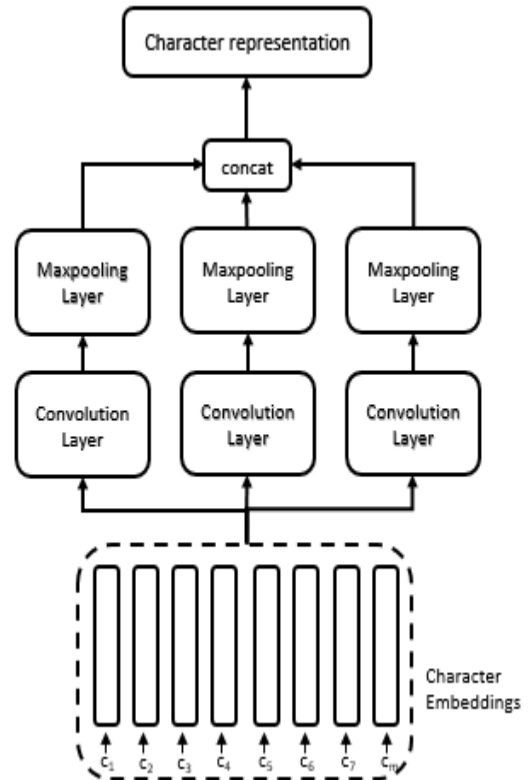 Character representation
concat
Maxpooling
Layer
Maxpooling
Layer
Maxpooling
Layer
Convolution
Layer
Convolution
Layer
Convolution
Layer
Character
Embeddings
c₁ c₂ c₃ c₄ c₅ c₆ c₇ cₘ